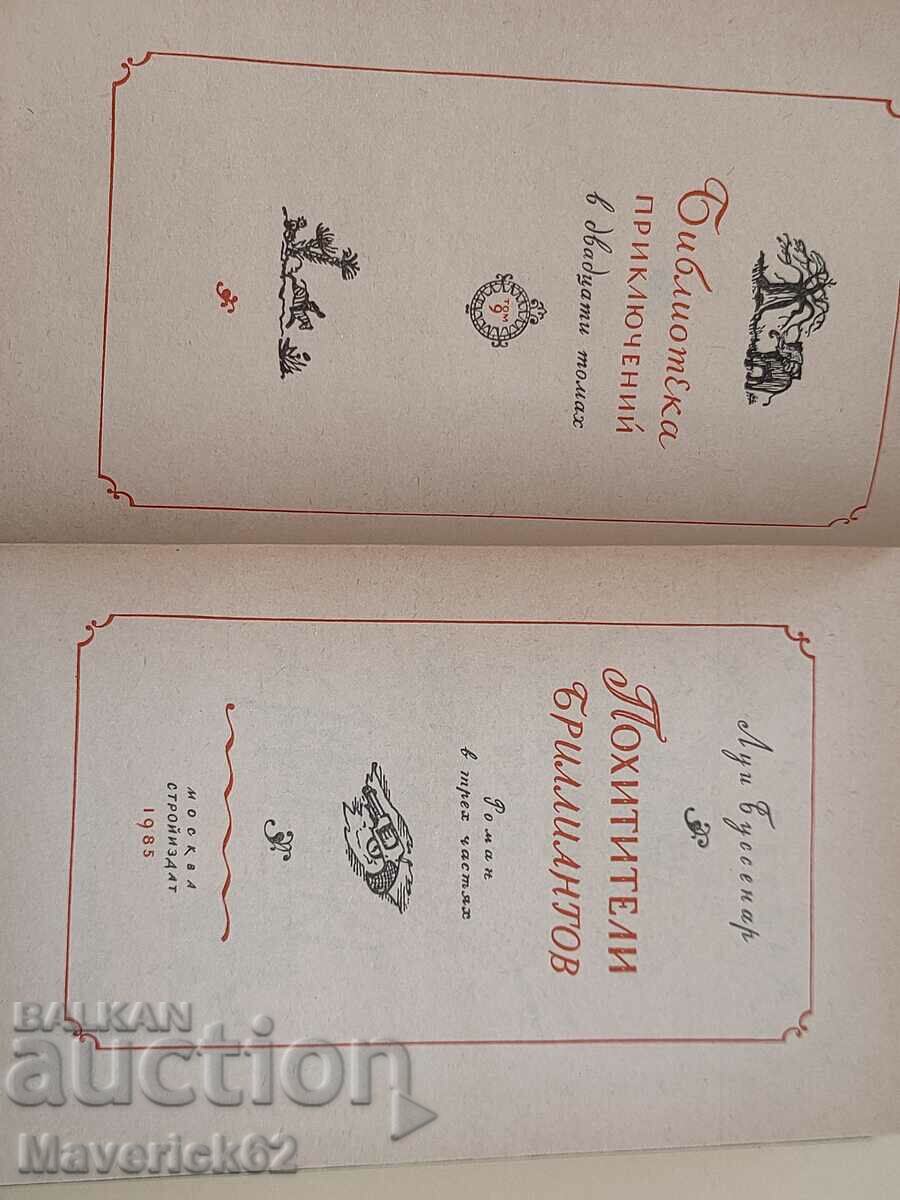 Библиотека
ПРИКЛЮЧЕНИЙ
в двадцати томах
ТОМ
9
Луи Буссенар
ПОХИТИТЕЛИ
БРИЛЛИАНТОВ
Роман
в трех частях
МОСКВА
СТРОЙИЗДАТ
1985
BALKAN
auction
Maverick62